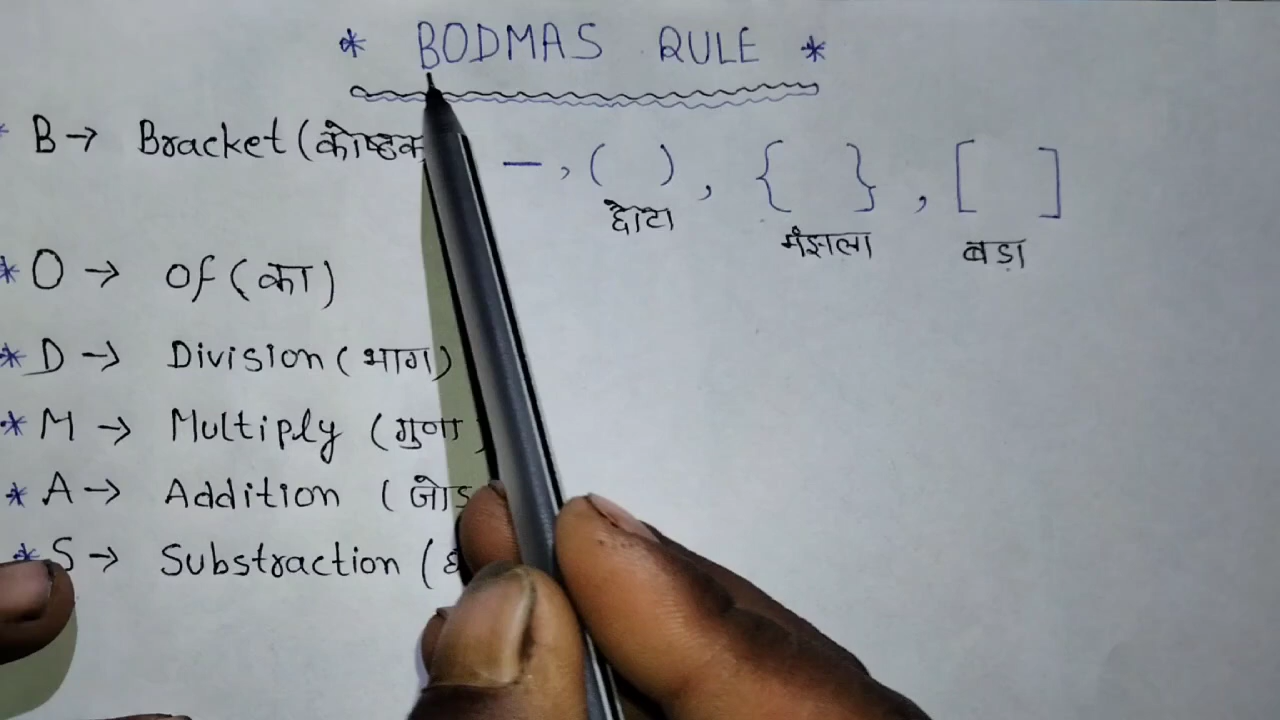 * BODMAS RULE *
* B → Bracket (कोष्ठक – , ( ) , { } , [ ]
छोटा मंझला बड़ा
* O → of (का)
* D → Division (भाग)
* M → Multiply (गुणा )
* A → Addition (जोड़
* S → Substraction (